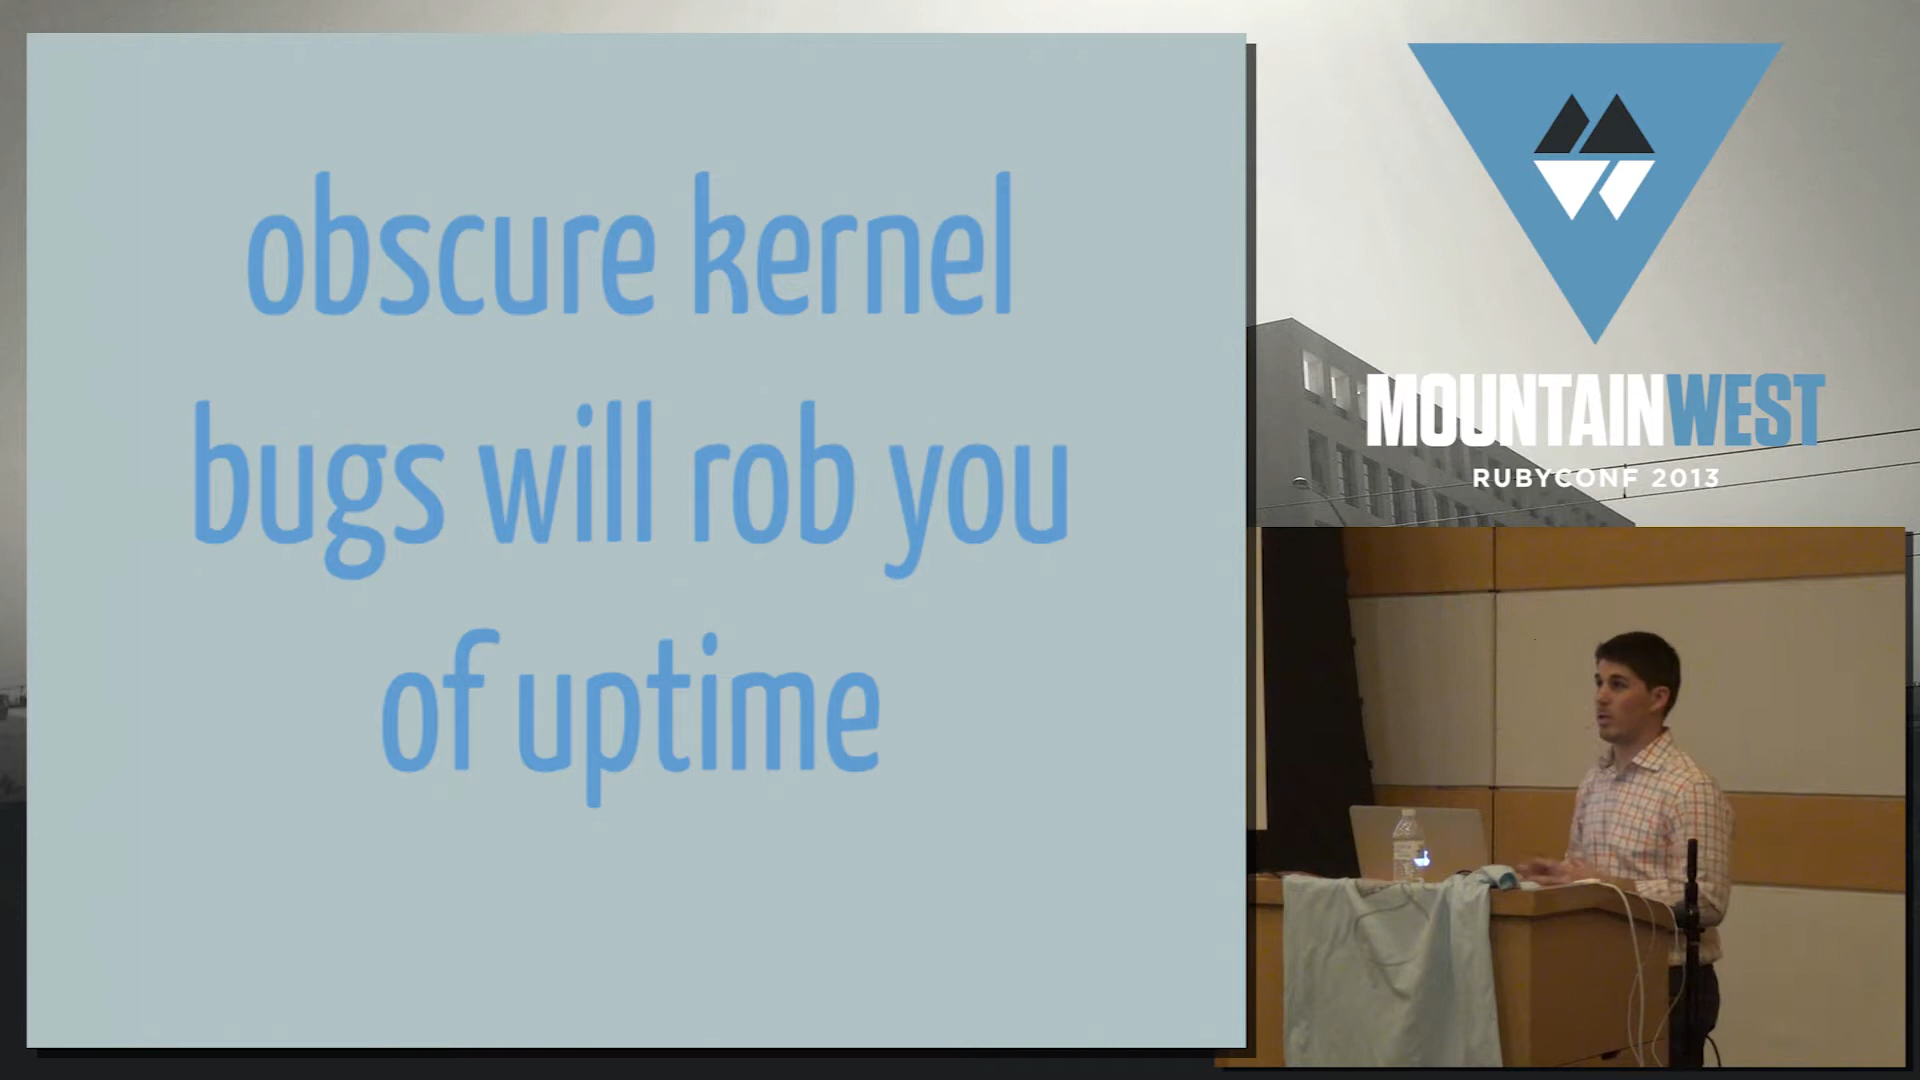 obscure kernel
bugs will rob you
of uptime
MOUNTAINWEST
RUBYCONF 2013